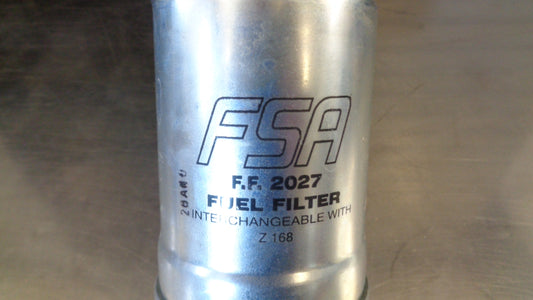 FSA
F.F. 2027
FUEL FILTER
INTERCHANGEABLE WITH
Z 168